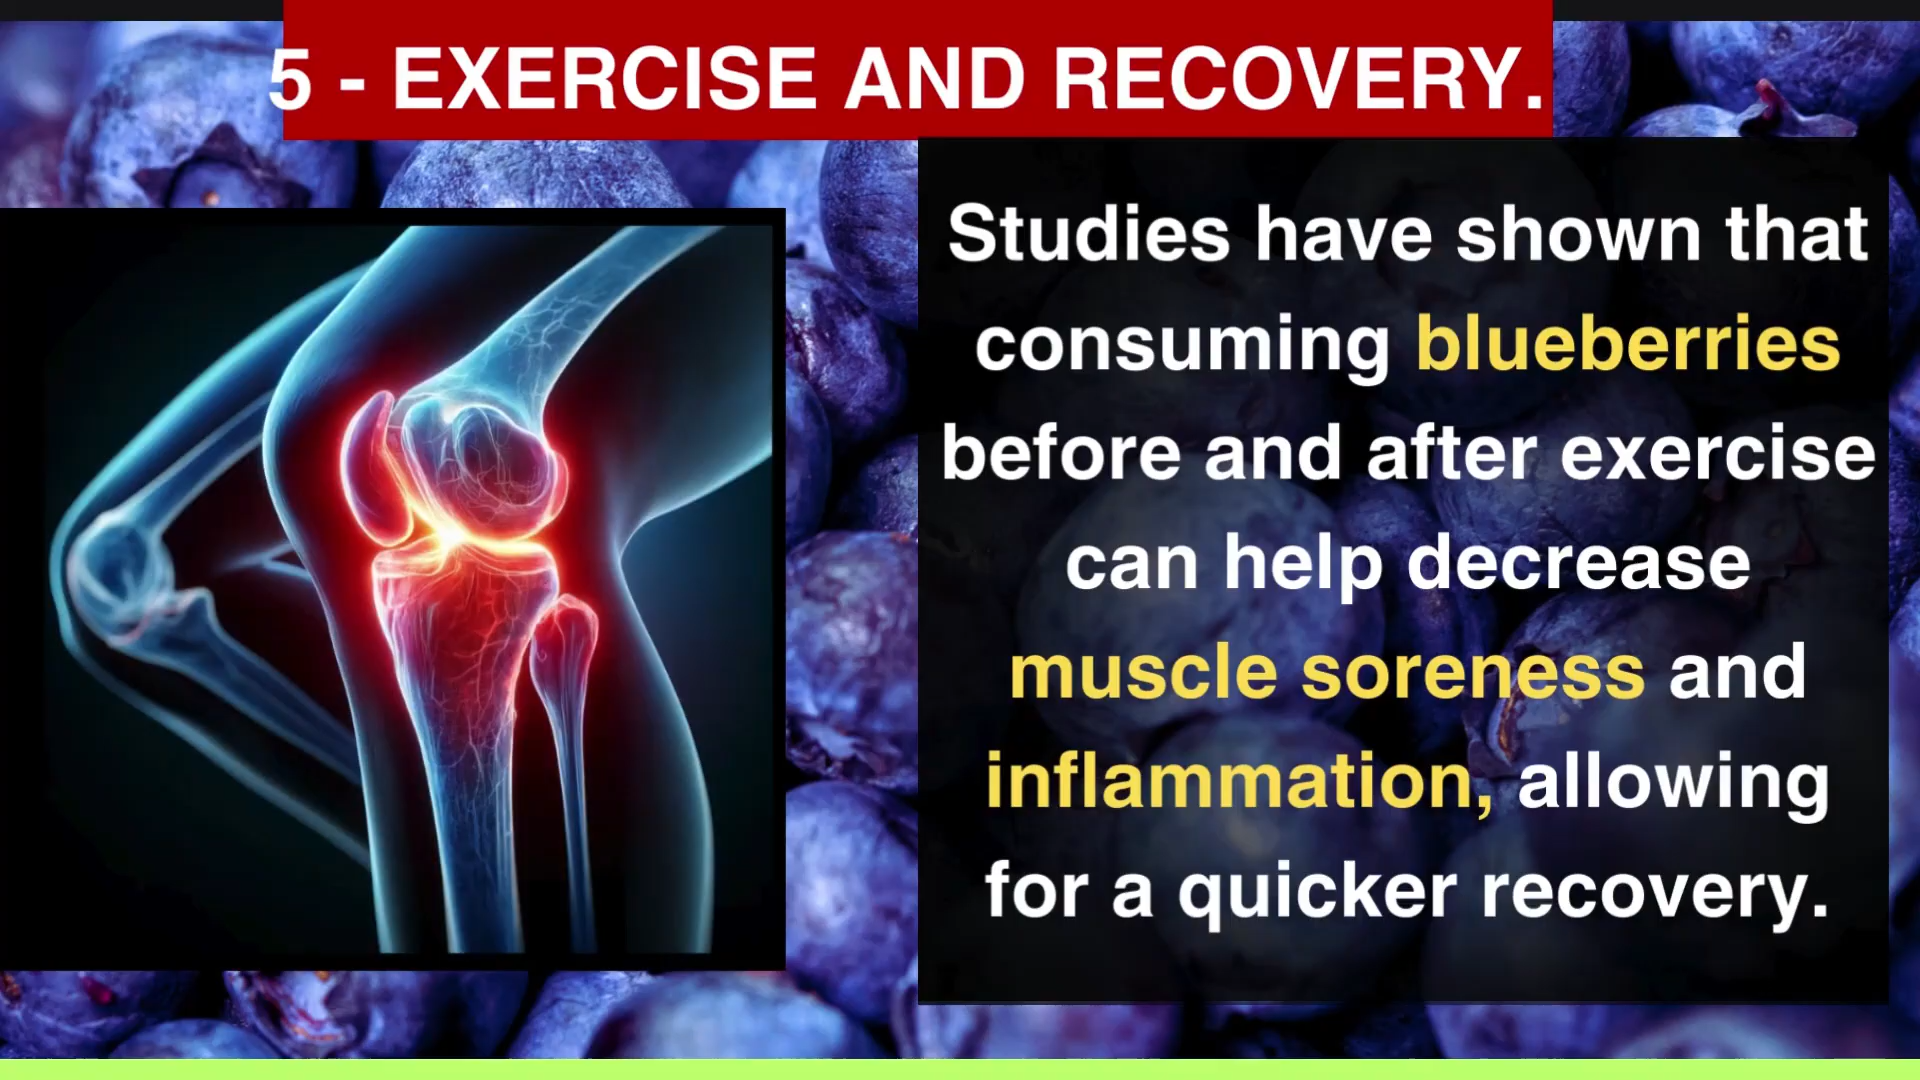 5 - EXERCISE AND RECOVERY.
Studies have shown that
consuming blueberries
before and after exercise
can help decrease
muscle soreness and
inflammation, allowing
for a quicker recovery.